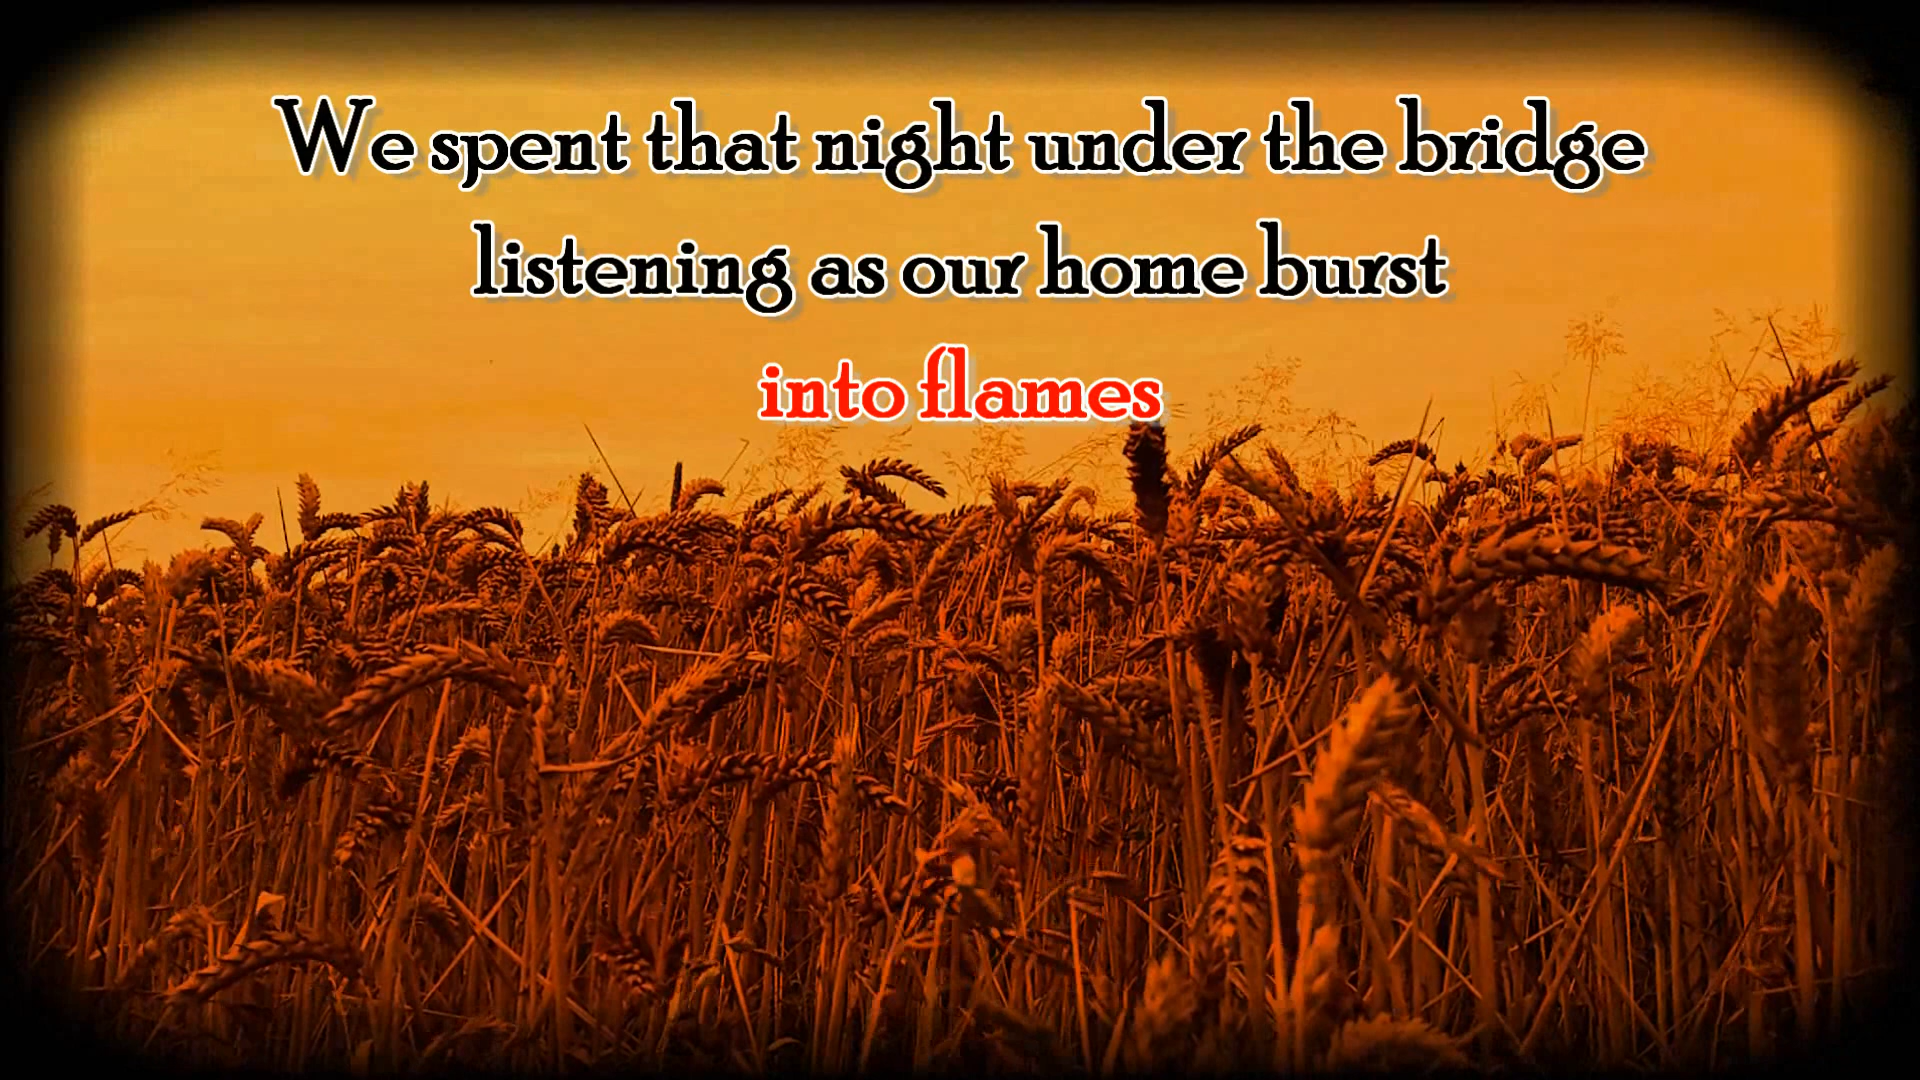 We spent that night under the bridge
listening as our home burst
into flames